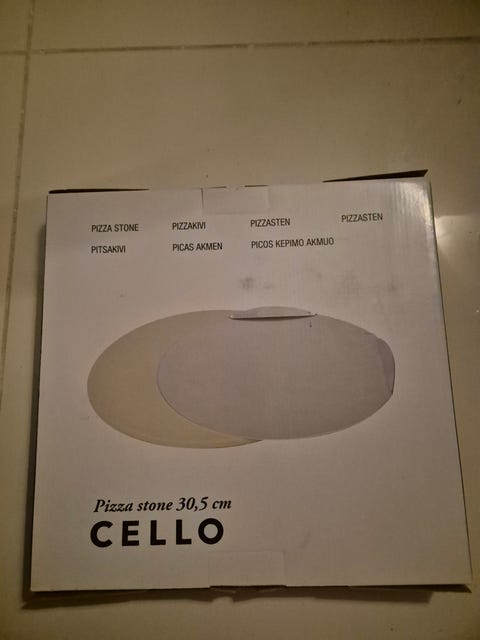 PIZZA STONE PIZZAKIVI PIZZASTEN PIZZASTEN
PITSAKIVI PICAS AKMEN PICOS KEPIMO AKMUO
Pizza stone 30,5 cm
CELLO